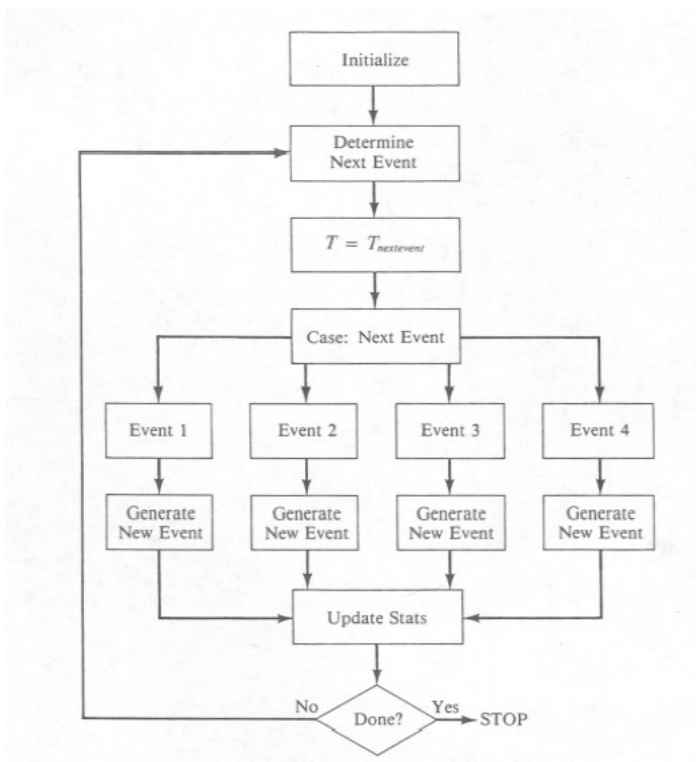 Initialize
Determine
Next Event
T = Tnextevent
Case: Next Event
Event 1
Event 2
Event 3
Event 4
Generate
New Event
Generate
New Event
Generate
New Event
Generate
New Event
Update Stats
No
Done?
Yes
STOP